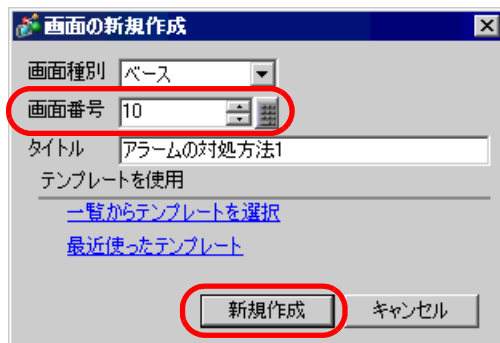 画面の新規作成
画面種別 ベース
画面番号 10
タイトル アラームの対処方法1
テンプレートを使用
一覧からテンプレートを選択
最近使ったテンプレート
新規作成 キャンセル